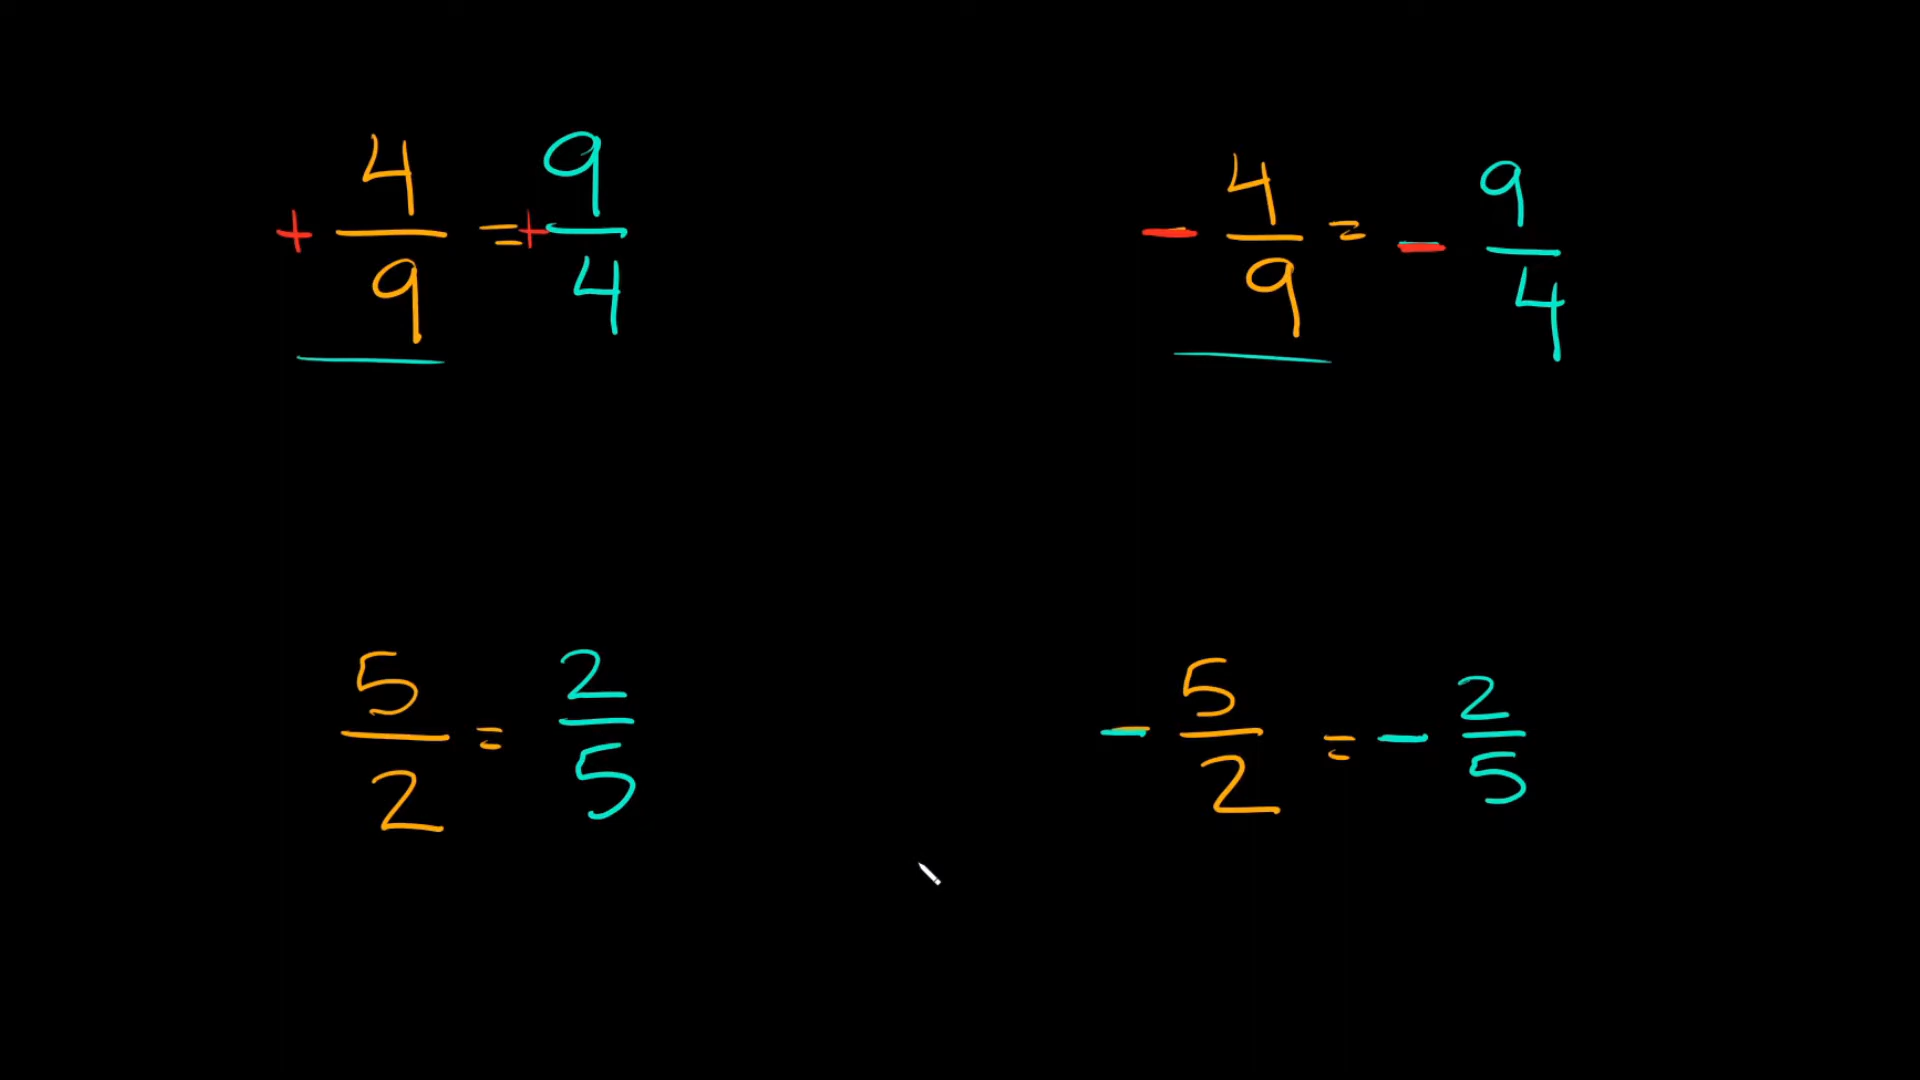 + 4/9 = + 9/4
- 4/9 = - 9/4
5/2 = 2/5
- 5/2 = - 2/5